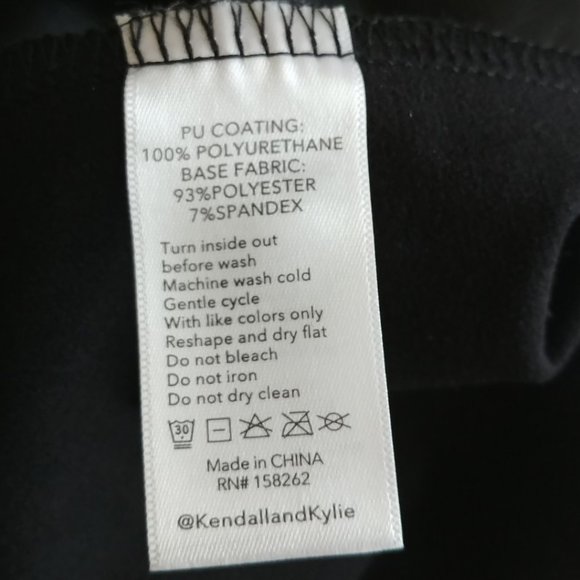 PU COATING:
100% POLYURETHANE
BASE FABRIC:
93%POLYESTER
7%SPANDEX
Turn inside out
before wash
Machine wash cold
Gentle cycle
With like colors only
Reshape and dry flat
Do not bleach
Do not iron
Do not dry clean
30
Made in CHINA
RN# 158262
@KendallandKylie